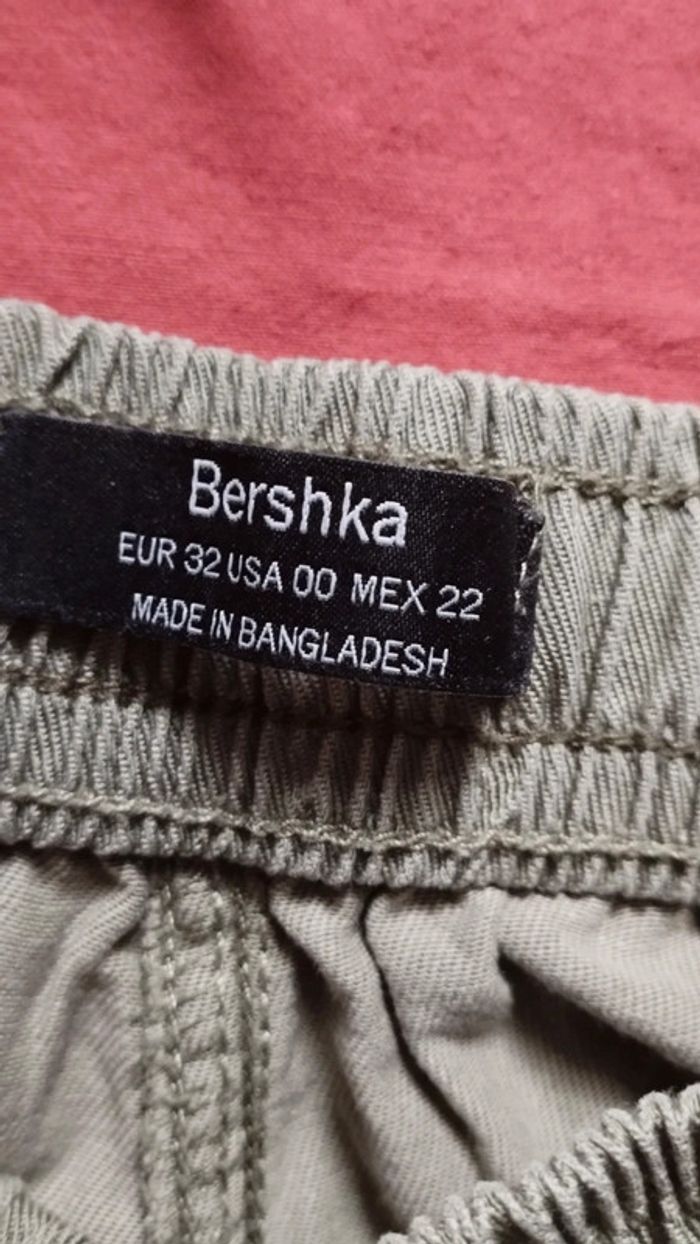 Bershka
EUR 32 USA 00 MEX 22
MADE IN BANGLADESH